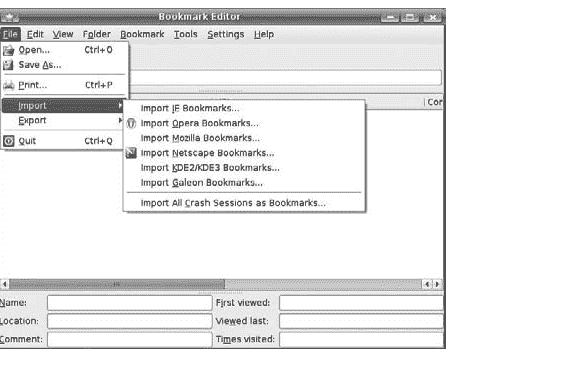 Bookmark Editor
File Edit View Folder Bookmark Tools Settings Help
Open... Ctrl+O
Save As...
Print... Ctrl+P
Import
Export
Quit Ctrl+Q
Cor
Import IE Bookmarks...
Import Opera Bookmarks...
Import Mozilla Bookmarks...
Import Netscape Bookmarks...
Import KDE2/KDE3 Bookmarks...
Import Galeon Bookmarks...
Import All Crash Sessions as Bookmarks...
Name: First viewed:
Location: Viewed last:
Comment: Times visited: